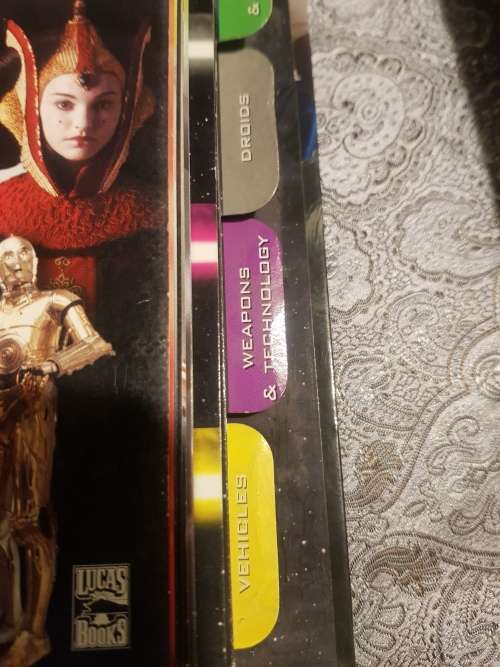 &
DROIDS
WEAPONS
& TECHNOLOGY
VEHICLES
LUCAS
BOOKS